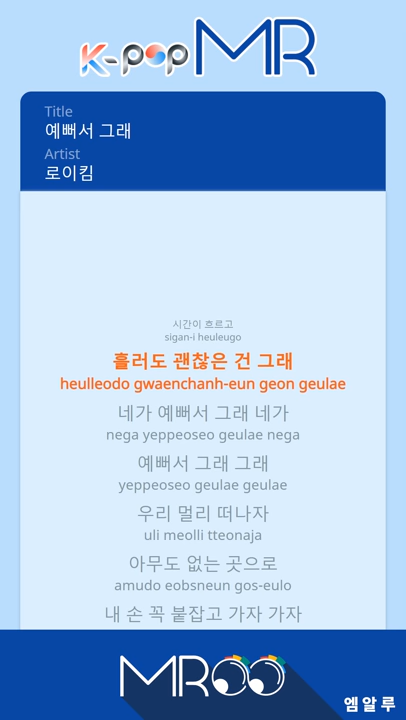 K-pop MR
Title
예뻐서 그래
Artist
로이킴
시간이 흐르고
sigan-i heuleugo
흘러도 괜찮은 건 그래
heulleodo gwaenchanh-eun geon geulae
네가 예뻐서 그래 네가
nega yeppeoseo geulae nega
예뻐서 그래 그래
yeppeoseo geulae geulae
우리 멀리 떠나자
uli meolli tteonaja
아무도 없는 곳으로
amudo eobsneun gos-eulo
내 손 꼭 붙잡고 가자 가자
MROO
엠알루